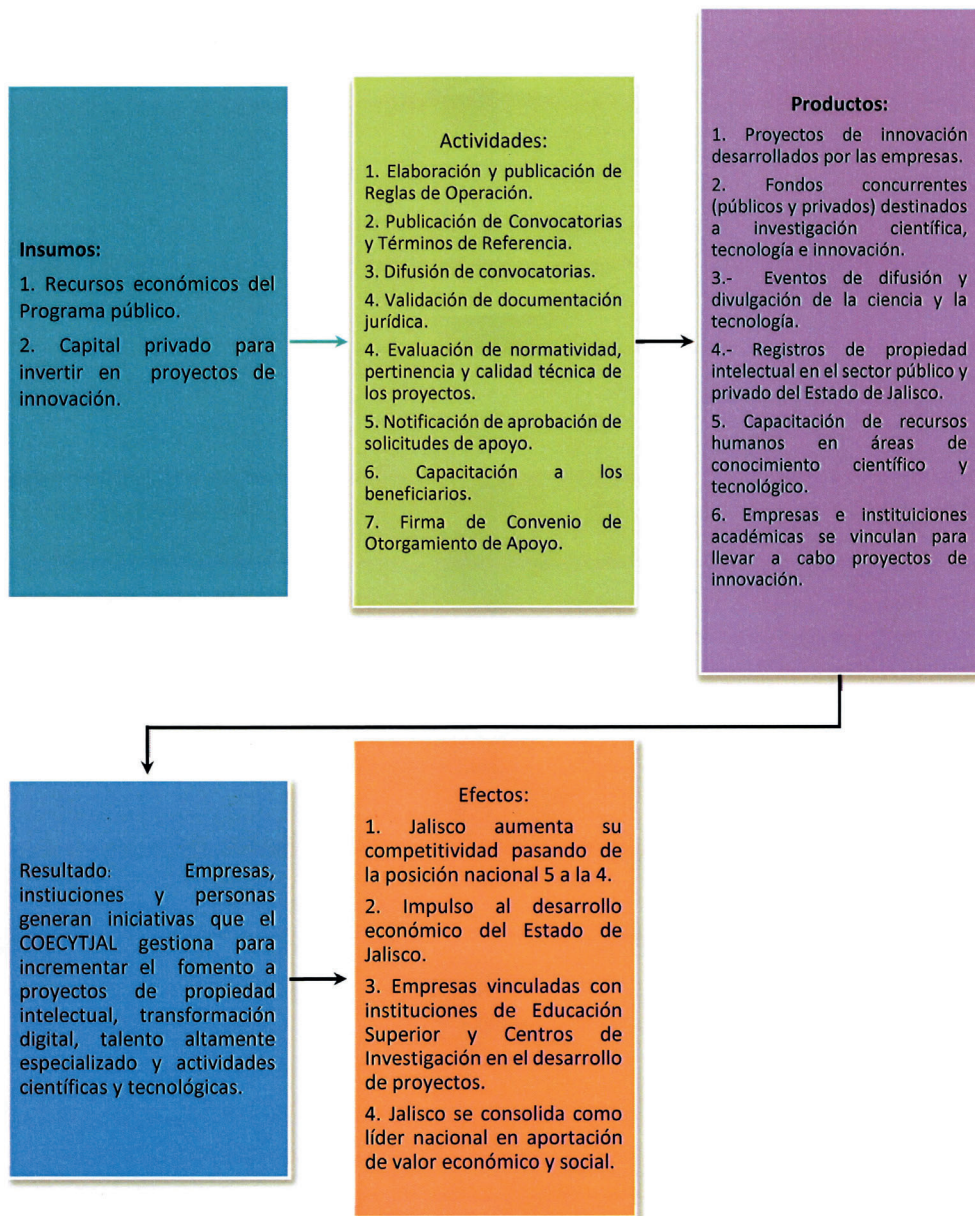 Insumos:
1. Recursos económicos del
Programa público.
2. Capital privado para
invertir en proyectos de
innovación.
Actividades:
1. Elaboración y publicación de
Reglas de Operación.
2. Publicación de Convocatorias
y Términos de Referencia.
3. Difusión de convocatorias.
4. Validación de documentación
jurídica.
4. Evaluación de normatividad,
pertinencia y calidad técnica de
los proyectos.
5. Notificación de aprobación de
solicitudes de apoyo.
6. Capacitación a los
beneficiarios.
7. Firma de Convenio de
Otorgamiento de Apoyo.
Productos:
1. Proyectos de innovación
desarrollados por las empresas.
2. Fondos concurrentes
(públicos y privados) destinados
a investigación científica,
tecnología e innovación.
3.- Eventos de difusión y
divulgación de la ciencia y la
tecnología.
4.- Registros de propiedad
intelectual en el sector público y
privado del Estado de Jalisco.
5. Capacitación de recursos
humanos en áreas de
conocimiento científico y
tecnológico.
6. Empresas e instituiciones
académicas se vinculan para
llevar a cabo proyectos de
innovación.
Resultado: Empresas,
instiuciones y personas
generan iniciativas que el
COECYTJAL gestiona para
incrementar el fomento a
proyectos de propiedad
intelectual, transformación
digital, talento altamente
especializado y actividades
científicas y tecnológicas.
Efectos:
1. Jalisco aumenta su
competitividad pasando de
la posición nacional 5 a la 4.
2. Impulso al desarrollo
económico del Estado de
Jalisco.
3. Empresas vinculadas con
instituciones de Educación
Superior y Centros de
Investigación en el desarrollo
de proyectos.
4. Jalisco se consolida como
líder nacional en aportación
de valor económico y social.